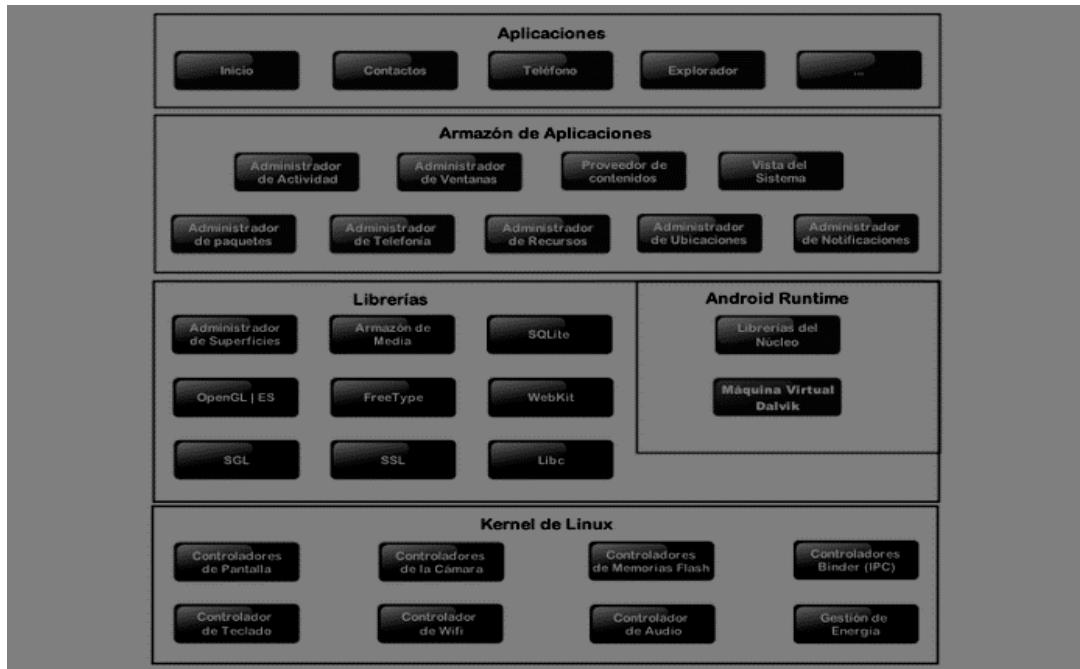 Aplicaciones
Inicio
Contactos
Teléfono
Explorador
...
Armazón de Aplicaciones
Administrador
de Actividad
Administrador
de Ventanas
Proveedor de
contenidos
Vista del
Sistema
Administrador
de paquetes
Administrador
de Telefonía
Administrador
de Recursos
Administrador
de Ubicaciones
Administrador
de Notificaciones
Librerías
Administrador
de Superficies
Armazón de
Media
SQLite
OpenGL | ES
FreeType
WebKit
SGL
SSL
Libc
Android Runtime
Librerías del
Núcleo
Máquina Virtual
Dalvik
Kernel de Linux
Controladores
de Pantalla
Controladores
de la Cámara
Controladores
de Memorias Flash
Controladores
Binder (IPC)
Controlador
de Teclado
Controlador
de Wifi
Controlador
de Audio
Gestión de
Energía